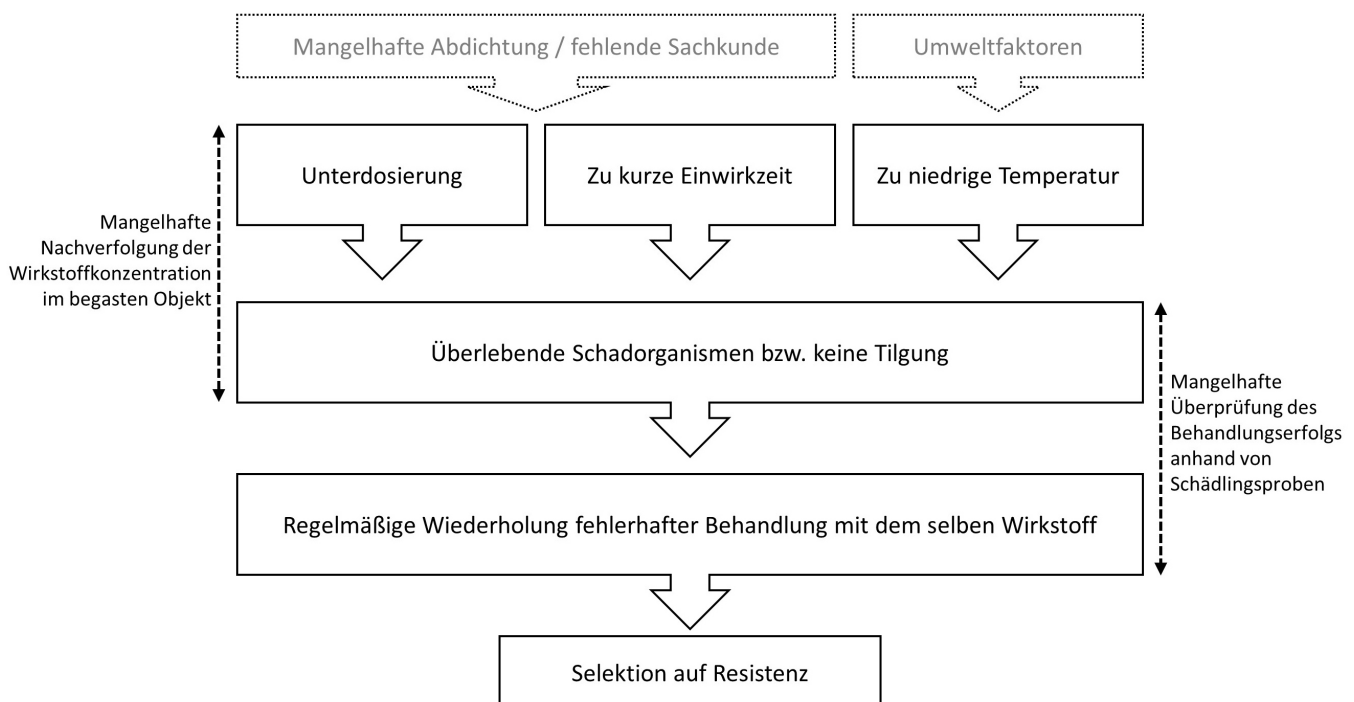 Mangelhafte Abdichtung / fehlende Sachkunde
Umweltfaktoren
Unterdosierung
Zu kurze Einwirkzeit
Zu niedrige Temperatur
Mangelhafte
Nachverfolgung der
Wirkstoffkonzentration
im begasten Objekt
Überlebende Schadorganismen bzw. keine Tilgung
Mangelhafte
Überprüfung des
Behandlungserfolgs
anhand von
Schädlingsproben
Regelmäßige Wiederholung fehlerhafter Behandlung mit dem selben Wirkstoff
Selektion auf Resistenz